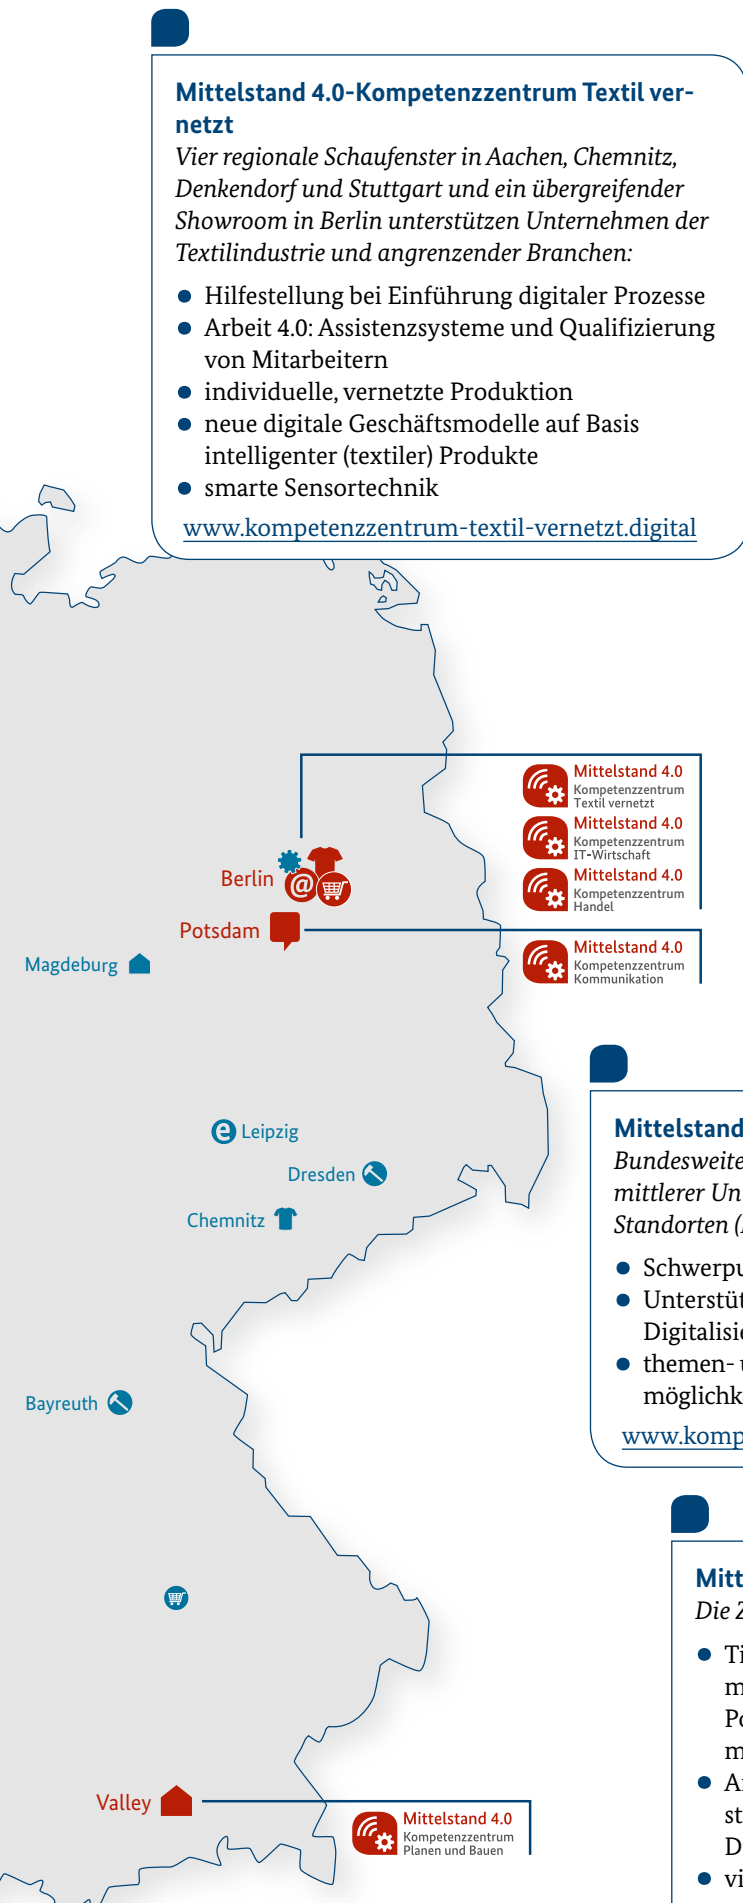 Mittelstand 4.0-Kompetenzzentrum Textil ver-
netzt
Vier regionale Schaufenster in Aachen, Chemnitz,
Denkendorf und Stuttgart und ein übergreifender
Showroom in Berlin unterstützen Unternehmen der
Textilindustrie und angrenzender Branchen:
● Hilfestellung bei Einführung digitaler Prozesse
● Arbeit 4.0: Assistenzsysteme und Qualifizierung
von Mitarbeitern
● individuelle, vernetzte Produktion
● neue digitale Geschäftsmodelle auf Basis
intelligenter (textiler) Produkte
● smarte Sensortechnik
www.kompetenzzentrum-textil-vernetzt.digital
Mittelstand 4.0
Kompetenzzentrum
Textil vernetzt
Mittelstand 4.0
Kompetenzzentrum
IT-Wirtschaft
Mittelstand 4.0
Kompetenzzentrum
Handel
Berlin @
Potsdam
Mittelstand 4.0
Kompetenzzentrum
Kommunikation
Magdeburg
e Leipzig
Dresden
Chemnitz
Mittelstand
Bundesweite
mittlerer Un
Standorten (
● Schwerpu
● Unterstüt
Digitalisie
● themen- u
möglichk
www.komp
Bayreuth
Mitt
Die Z
● Ti
m
Po
m
● A
st
D
● vi
Valley
Mittelstand 4.0
Kompetenzzentrum
Planen und Bauen